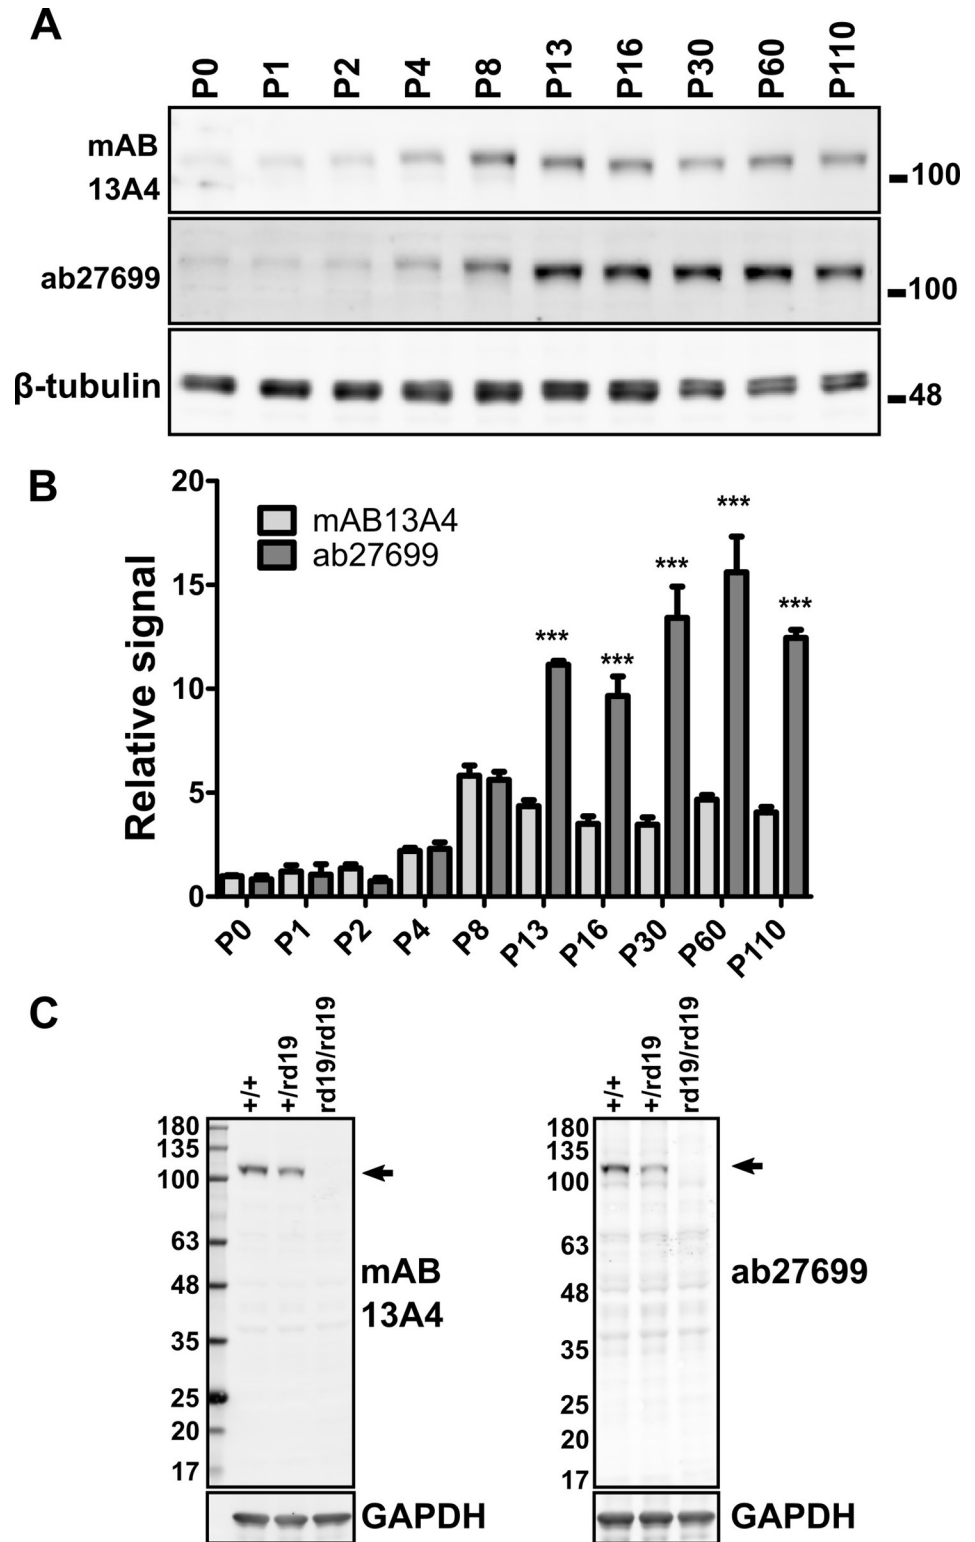 A
P0 P1 P2 P4 P8 P13 P16 P30 P60 P110
mAB
13A4
100
ab27699
100
β-tubulin
48
B
Relative signal
20
15
10
5
0
mAB13A4
ab27699
***
***
***
***
***
P0 P1 P2 P4 P8 P13 P16 P30 P60 P110
C
+/+ +/rd19 rd19/rd19
180
135
100
63
48
35
25
20
17
mAB
13A4
GAPDH
+/+ +/rd19 rd19/rd19
180
135
100
63
48
35
25
20
17
ab27699
GAPDH